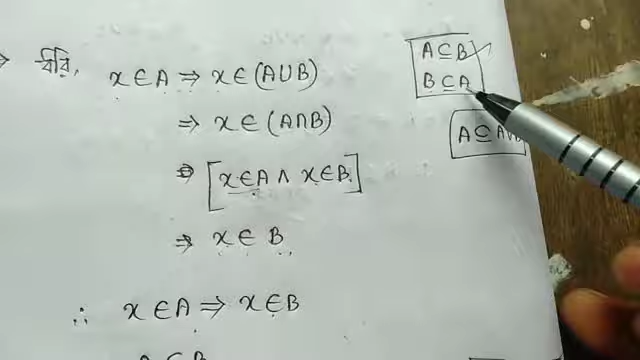 ধরি, x∈A ⇒ x∈(A∪B)
⇒ x∈(A∩B)
⇒ [x∈A ∧ x∈B]
⇒ x∈B
∴ x∈A ⇒ x∈B
A⊆B
A⊆B
B⊆A
A⊆A∪B